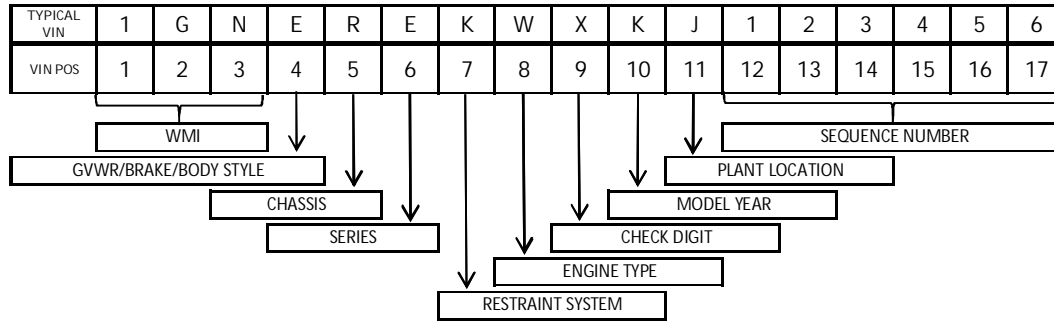 TYPICAL VIN 1 G N E R E K W X K J 1 2 3 4 5 6
VIN POS 1 2 3 4 5 6 7 8 9 10 11 12 13 14 15 16 17
WMI SEQUENCE NUMBER
GVWR/BRAKE/BODY STYLE PLANT LOCATION
CHASSIS MODEL YEAR
SERIES CHECK DIGIT
ENGINE TYPE
RESTRAINT SYSTEM